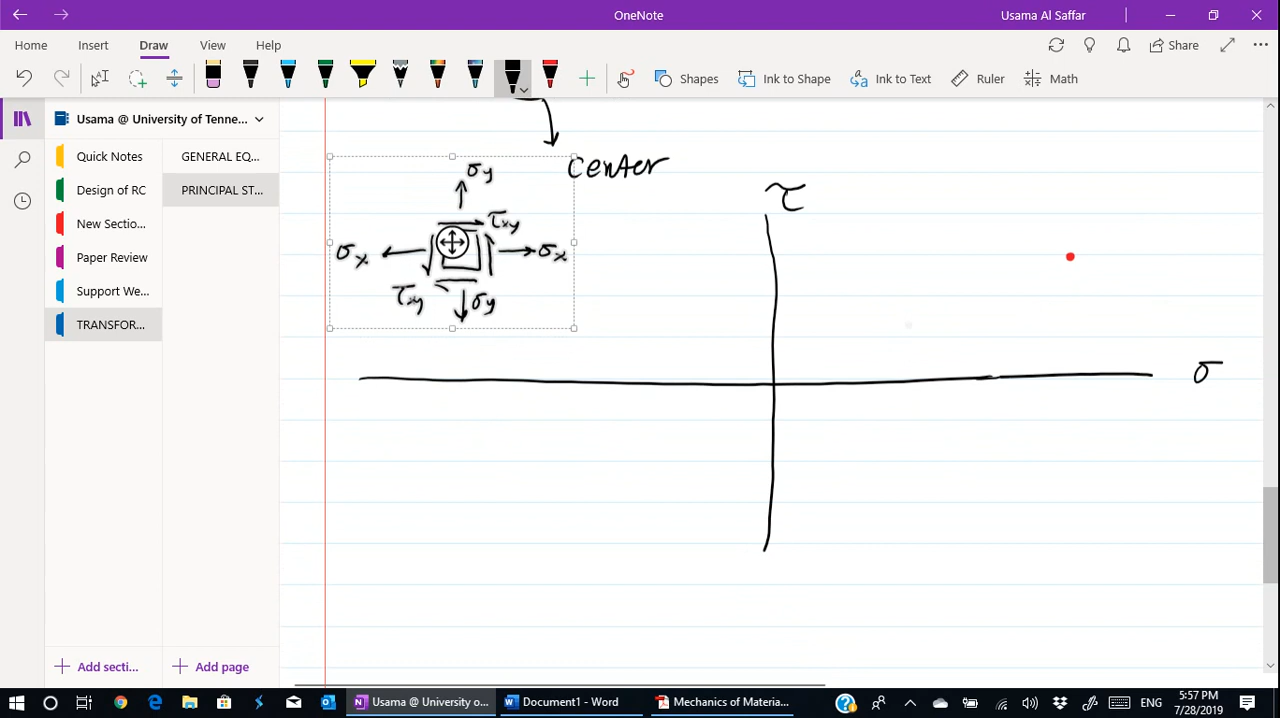 OneNote
Usama Al Saffar
Home Insert Draw View Help
Share
Shapes Ink to Shape Ink to Text Ruler Math
Usama @ University of Tenne...
Quick Notes
Design of RC
New Sectio...
Paper Review
Support We...
TRANSFOR...
GENERAL EQ...
PRINCIPAL ST...
Center
σy
τxy
σx
σx
τxy
σy
τ
σ
Add secti...
Add page
Usama @ University o...
Document1 - Word
Mechanics of Materia...
ENG
5:57 PM
7/28/2019